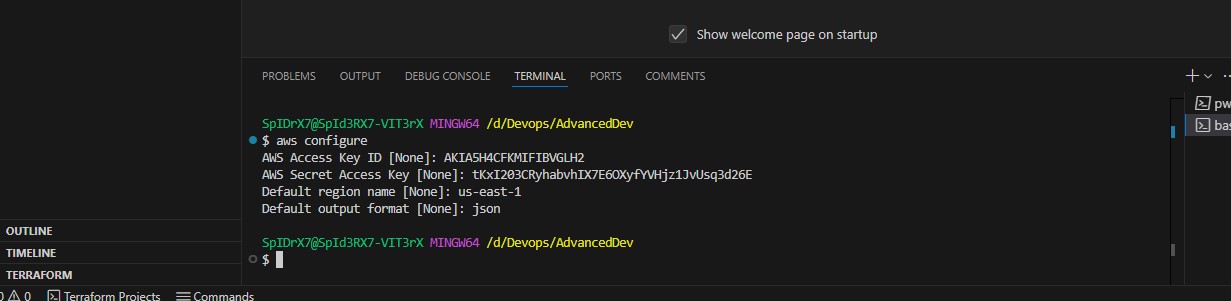 Show welcome page on startup
PROBLEMS OUTPUT DEBUG CONSOLE TERMINAL PORTS COMMENTS
SpIDrX7@SpId3RX7-VIT3rX MINGW64 /d/Devops/AdvancedDev
$ aws configure
AWS Access Key ID [None]: AKIA5H4CFKMIFIBVGLH2
AWS Secret Access Key [None]: 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
Default region name [None]: us-east-1
Default output format [None]: json
SpIDrX7@SpId3RX7-VIT3rX MINGW64 /d/Devops/AdvancedDev
$
pw
bas
OUTLINE
TIMELINE
TERRAFORM
0 Terraform Projects Commands